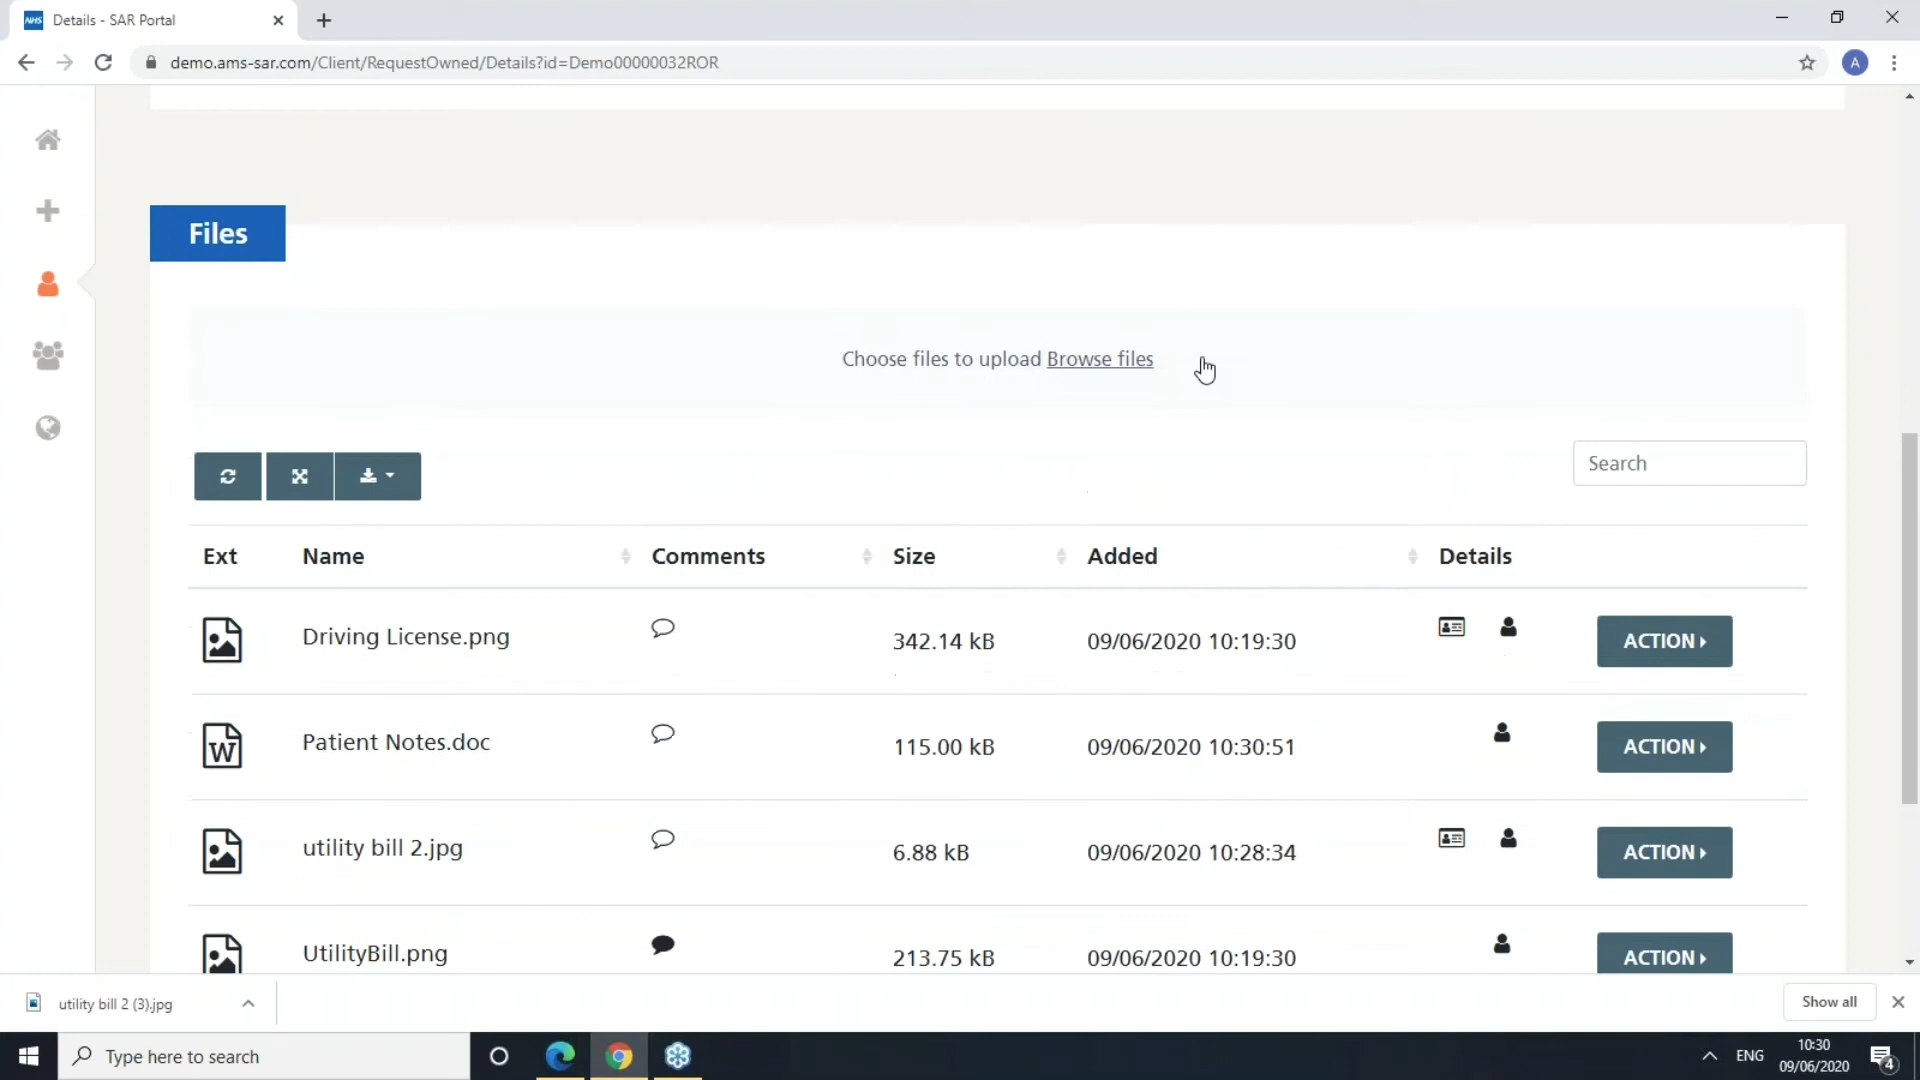 NHS Details - SAR Portal
demo.ams-sar.com/Client/RequestOwned/Details?id=Demo00000032ROR
A
Files
Choose files to upload Browse files
Search
Ext Name Comments Size Added Details
Driving License.png 342.14 kB 09/06/2020 10:19:30 ACTION
W Patient Notes.doc 115.00 kB 09/06/2020 10:30:51 ACTION
utility bill 2.jpg 6.88 kB 09/06/2020 10:28:34 ACTION
UtilityBill.png 213.75 kB 09/06/2020 10:19:30 ACTION
utility bill 2 (3).jpg Show all
Type here to search ENG 10:30
09/06/2020 4